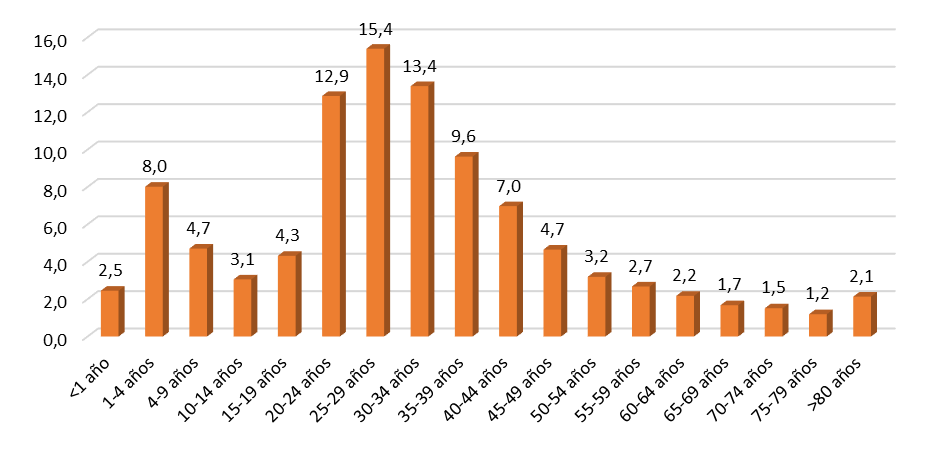 16,0
14,0
12,0
10,0
8,0
6,0
4,0
2,0
0,0
2,5
8,0
4,7
3,1
4,3
12,9
15,4
13,4
9,6
7,0
4,7
3,2
2,7
2,2
1,7
1,5
1,2
2,1
<1 año
1-4 años
4-9 años
10-14 años
15-19 años
20-24 años
25-29 años
30-34 años
35-39 años
40-44 años
45-49 años
50-54 años
55-59 años
60-64 años
65-69 años
70-74 años
75-79 años
>80 años